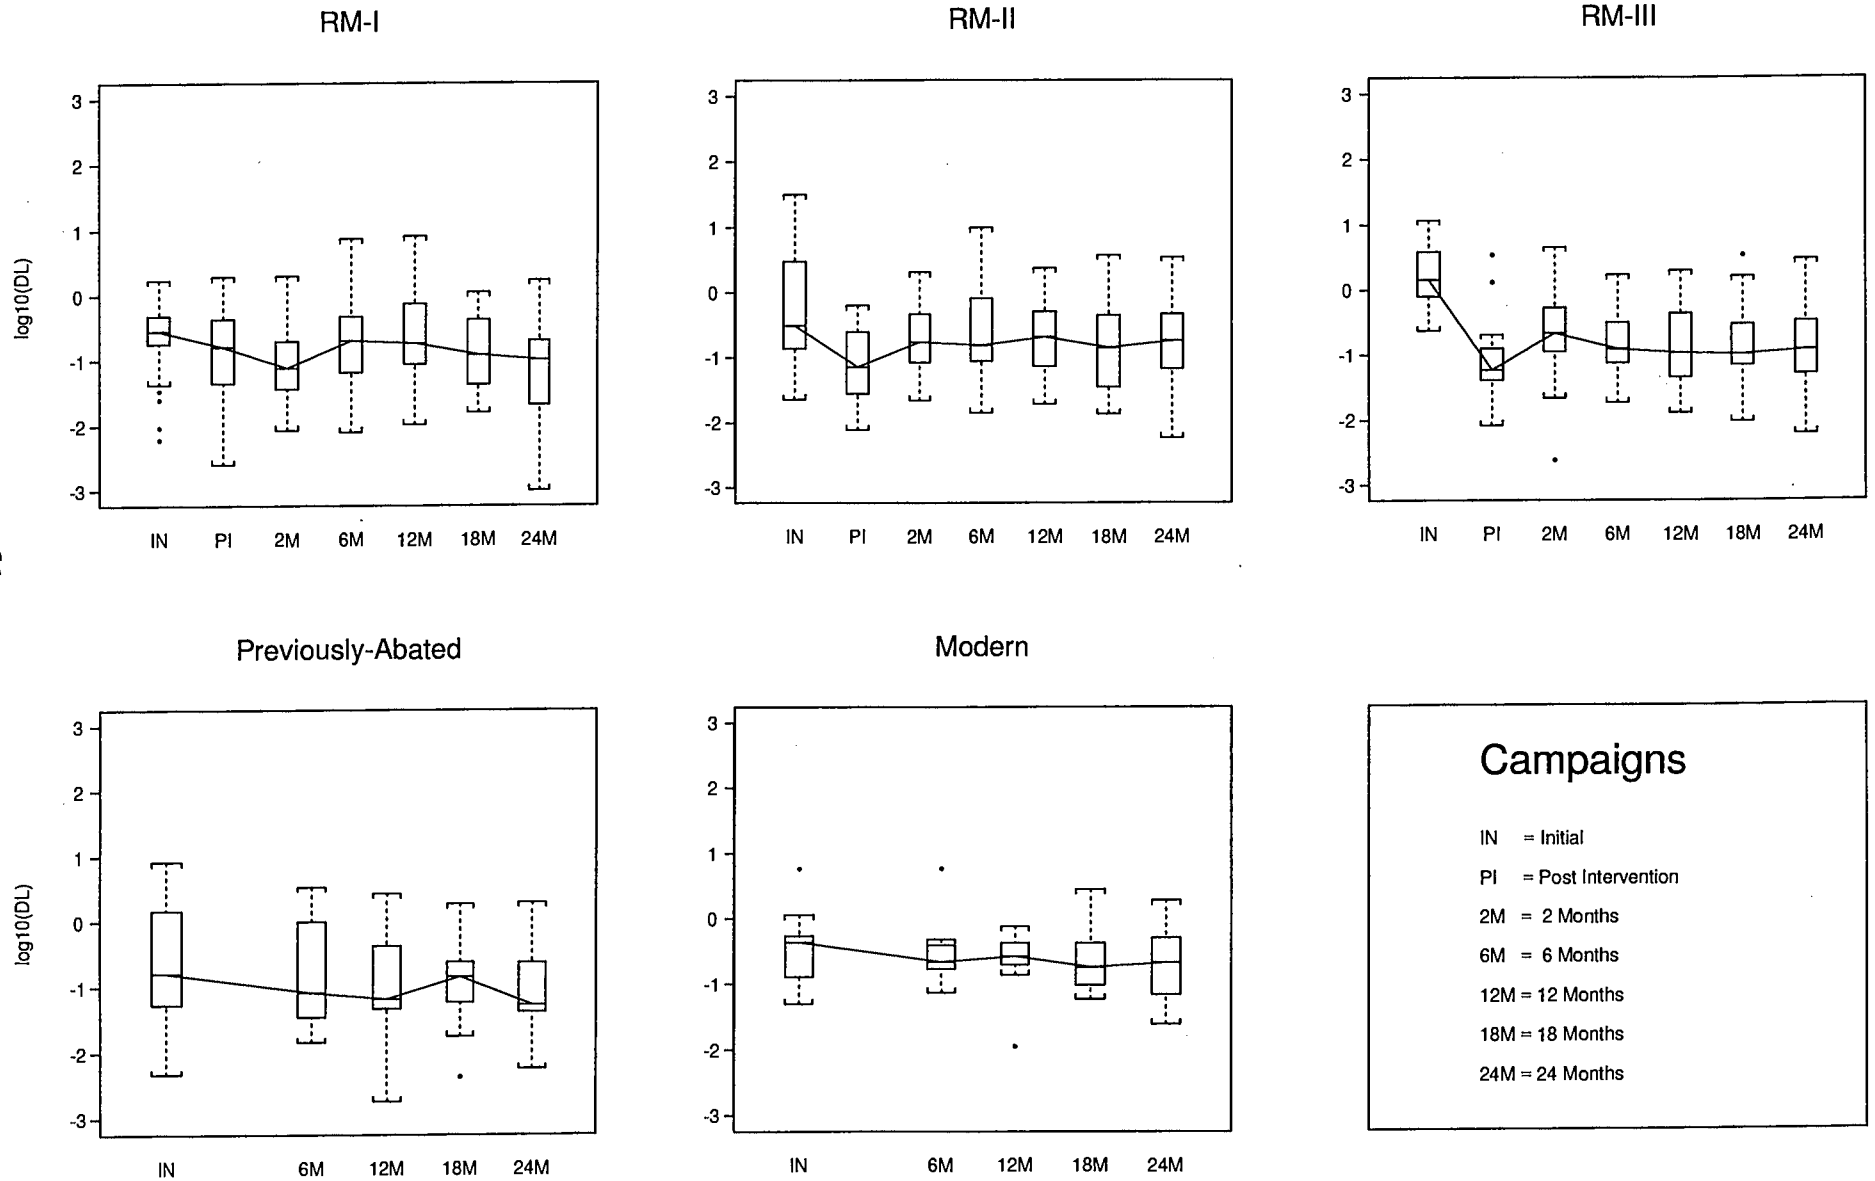 RM-I
RM-II
RM-III
3
2
1
0
-1
-2
-3
log10(DL)
IN PI 2M 6M 12M 18M 24M
3
2
1
0
-1
-2
-3
IN PI 2M 6M 12M 18M 24M
3
2
1
0
-1
-2
-3
IN PI 2M 6M 12M 18M 24M
Previously-Abated
Modern
3
2
1
0
-1
-2
-3
log10(DL)
IN 6M 12M 18M 24M
3
2
1
0
-1
-2
-3
IN 6M 12M 18M 24M
Campaigns
IN = Initial
PI = Post Intervention
2M = 2 Months
6M = 6 Months
12M = 12 Months
18M = 18 Months
24M = 24 Months